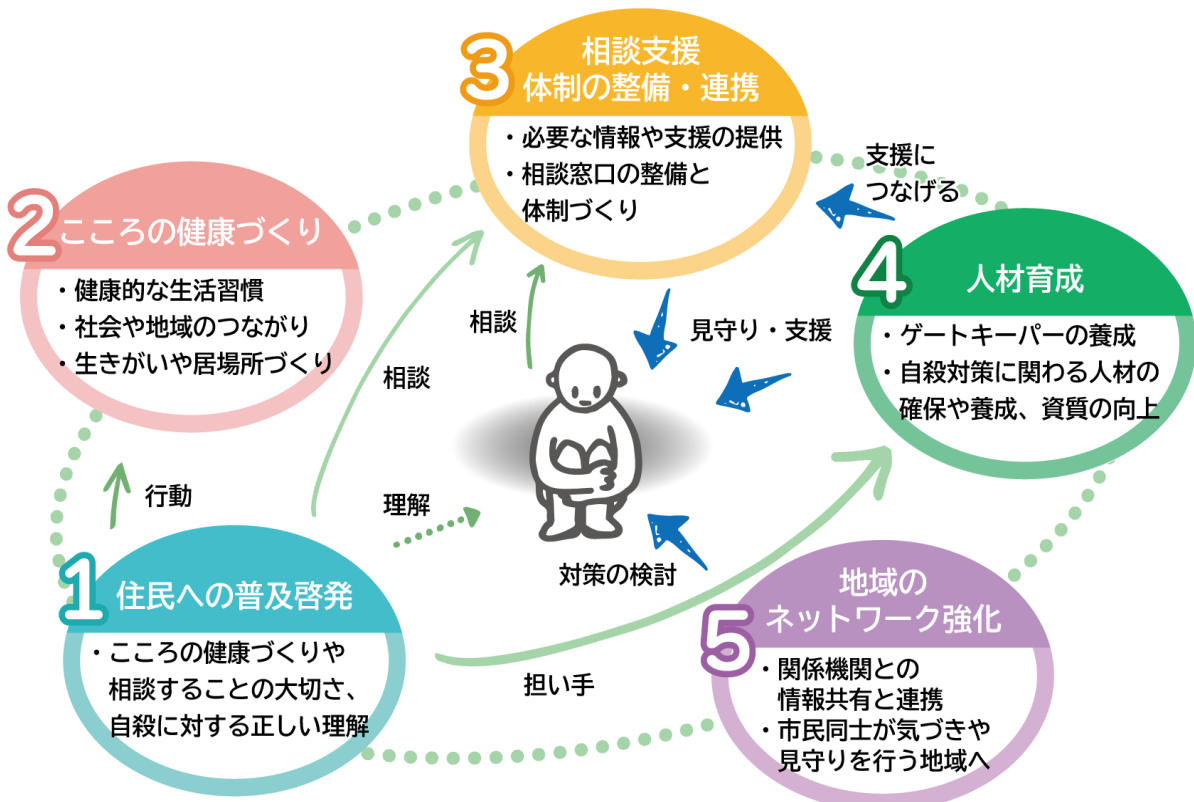 3
相談支援
体制の整備・連携
・必要な情報や支援の提供
・相談窓口の整備と
体制づくり
支援に
つなげる
2
こころの健康づくり
・健康的な生活習慣
・社会や地域のつながり
・生きがいや居場所づくり
4
人材育成
・ゲートキーパーの養成
・自殺対策に関わる人材の
確保や養成、資質の向上
相談
見守り・支援
相談
行動
理解
対策の検討
1
住民への普及啓発
・こころの健康づくりや
相談することの大切さ、
自殺に対する正しい理解
担い手
5
地域の
ネットワーク強化
・関係機関との
情報共有と連携
・市民同士が気づきや
見守りを行う地域へ